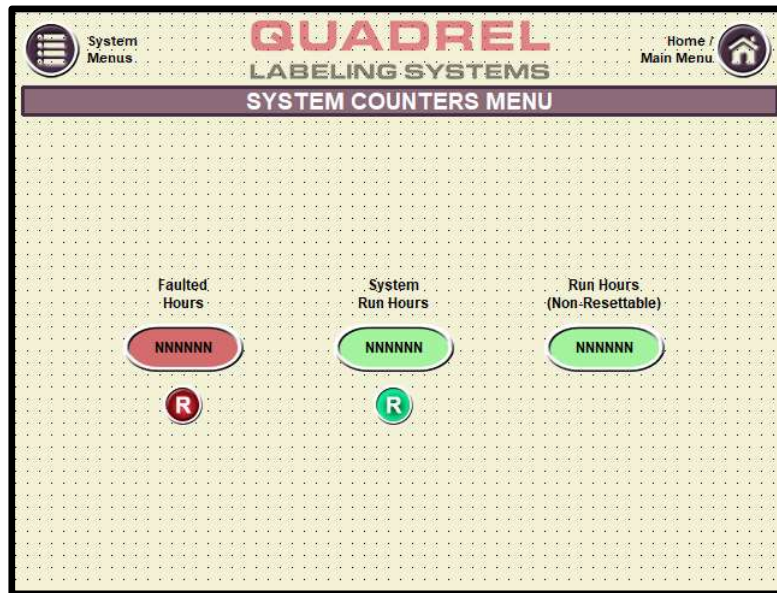 System
Menus
QUADREL
LABELING SYSTEMS
Home /
Main Menu
SYSTEM COUNTERS MENU
Faulted
Hours
System
Run Hours
Run Hours
(Non-Resettable)
NNNNNN
NNNNNN
NNNNNN
R
R